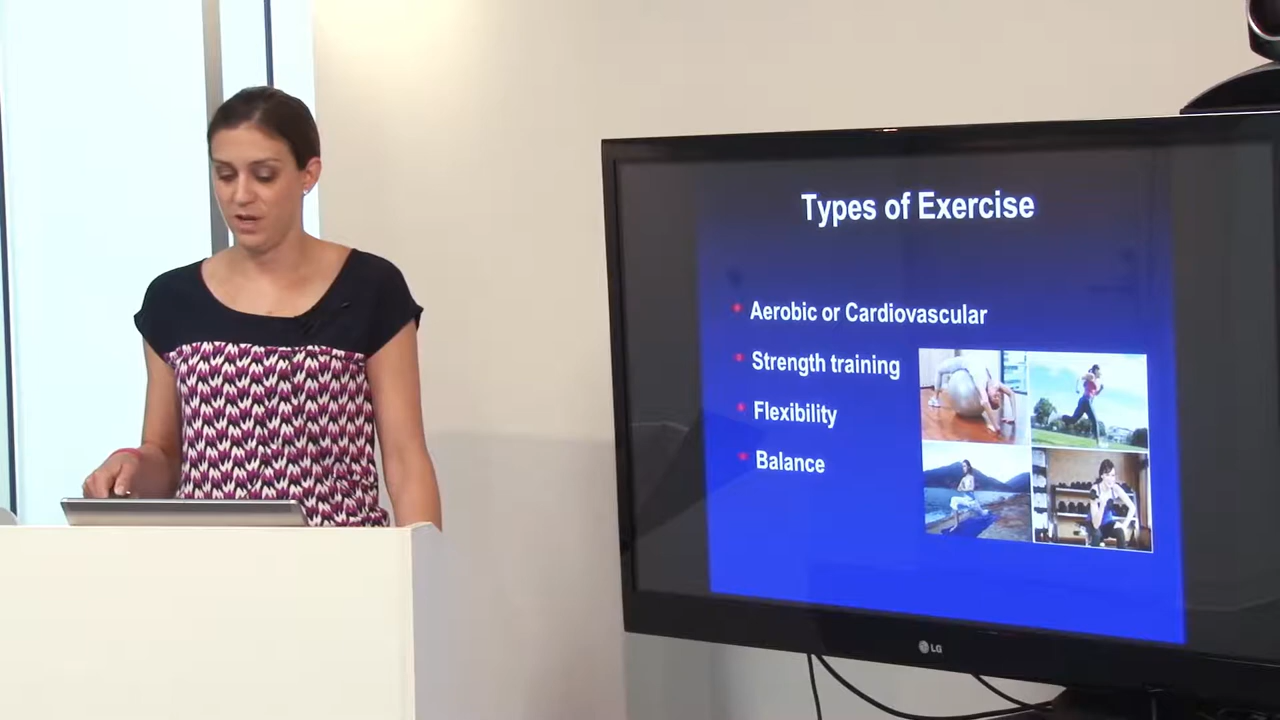 Types of Exercise
Aerobic or Cardiovascular
Strength training
Flexibility
Balance
LG